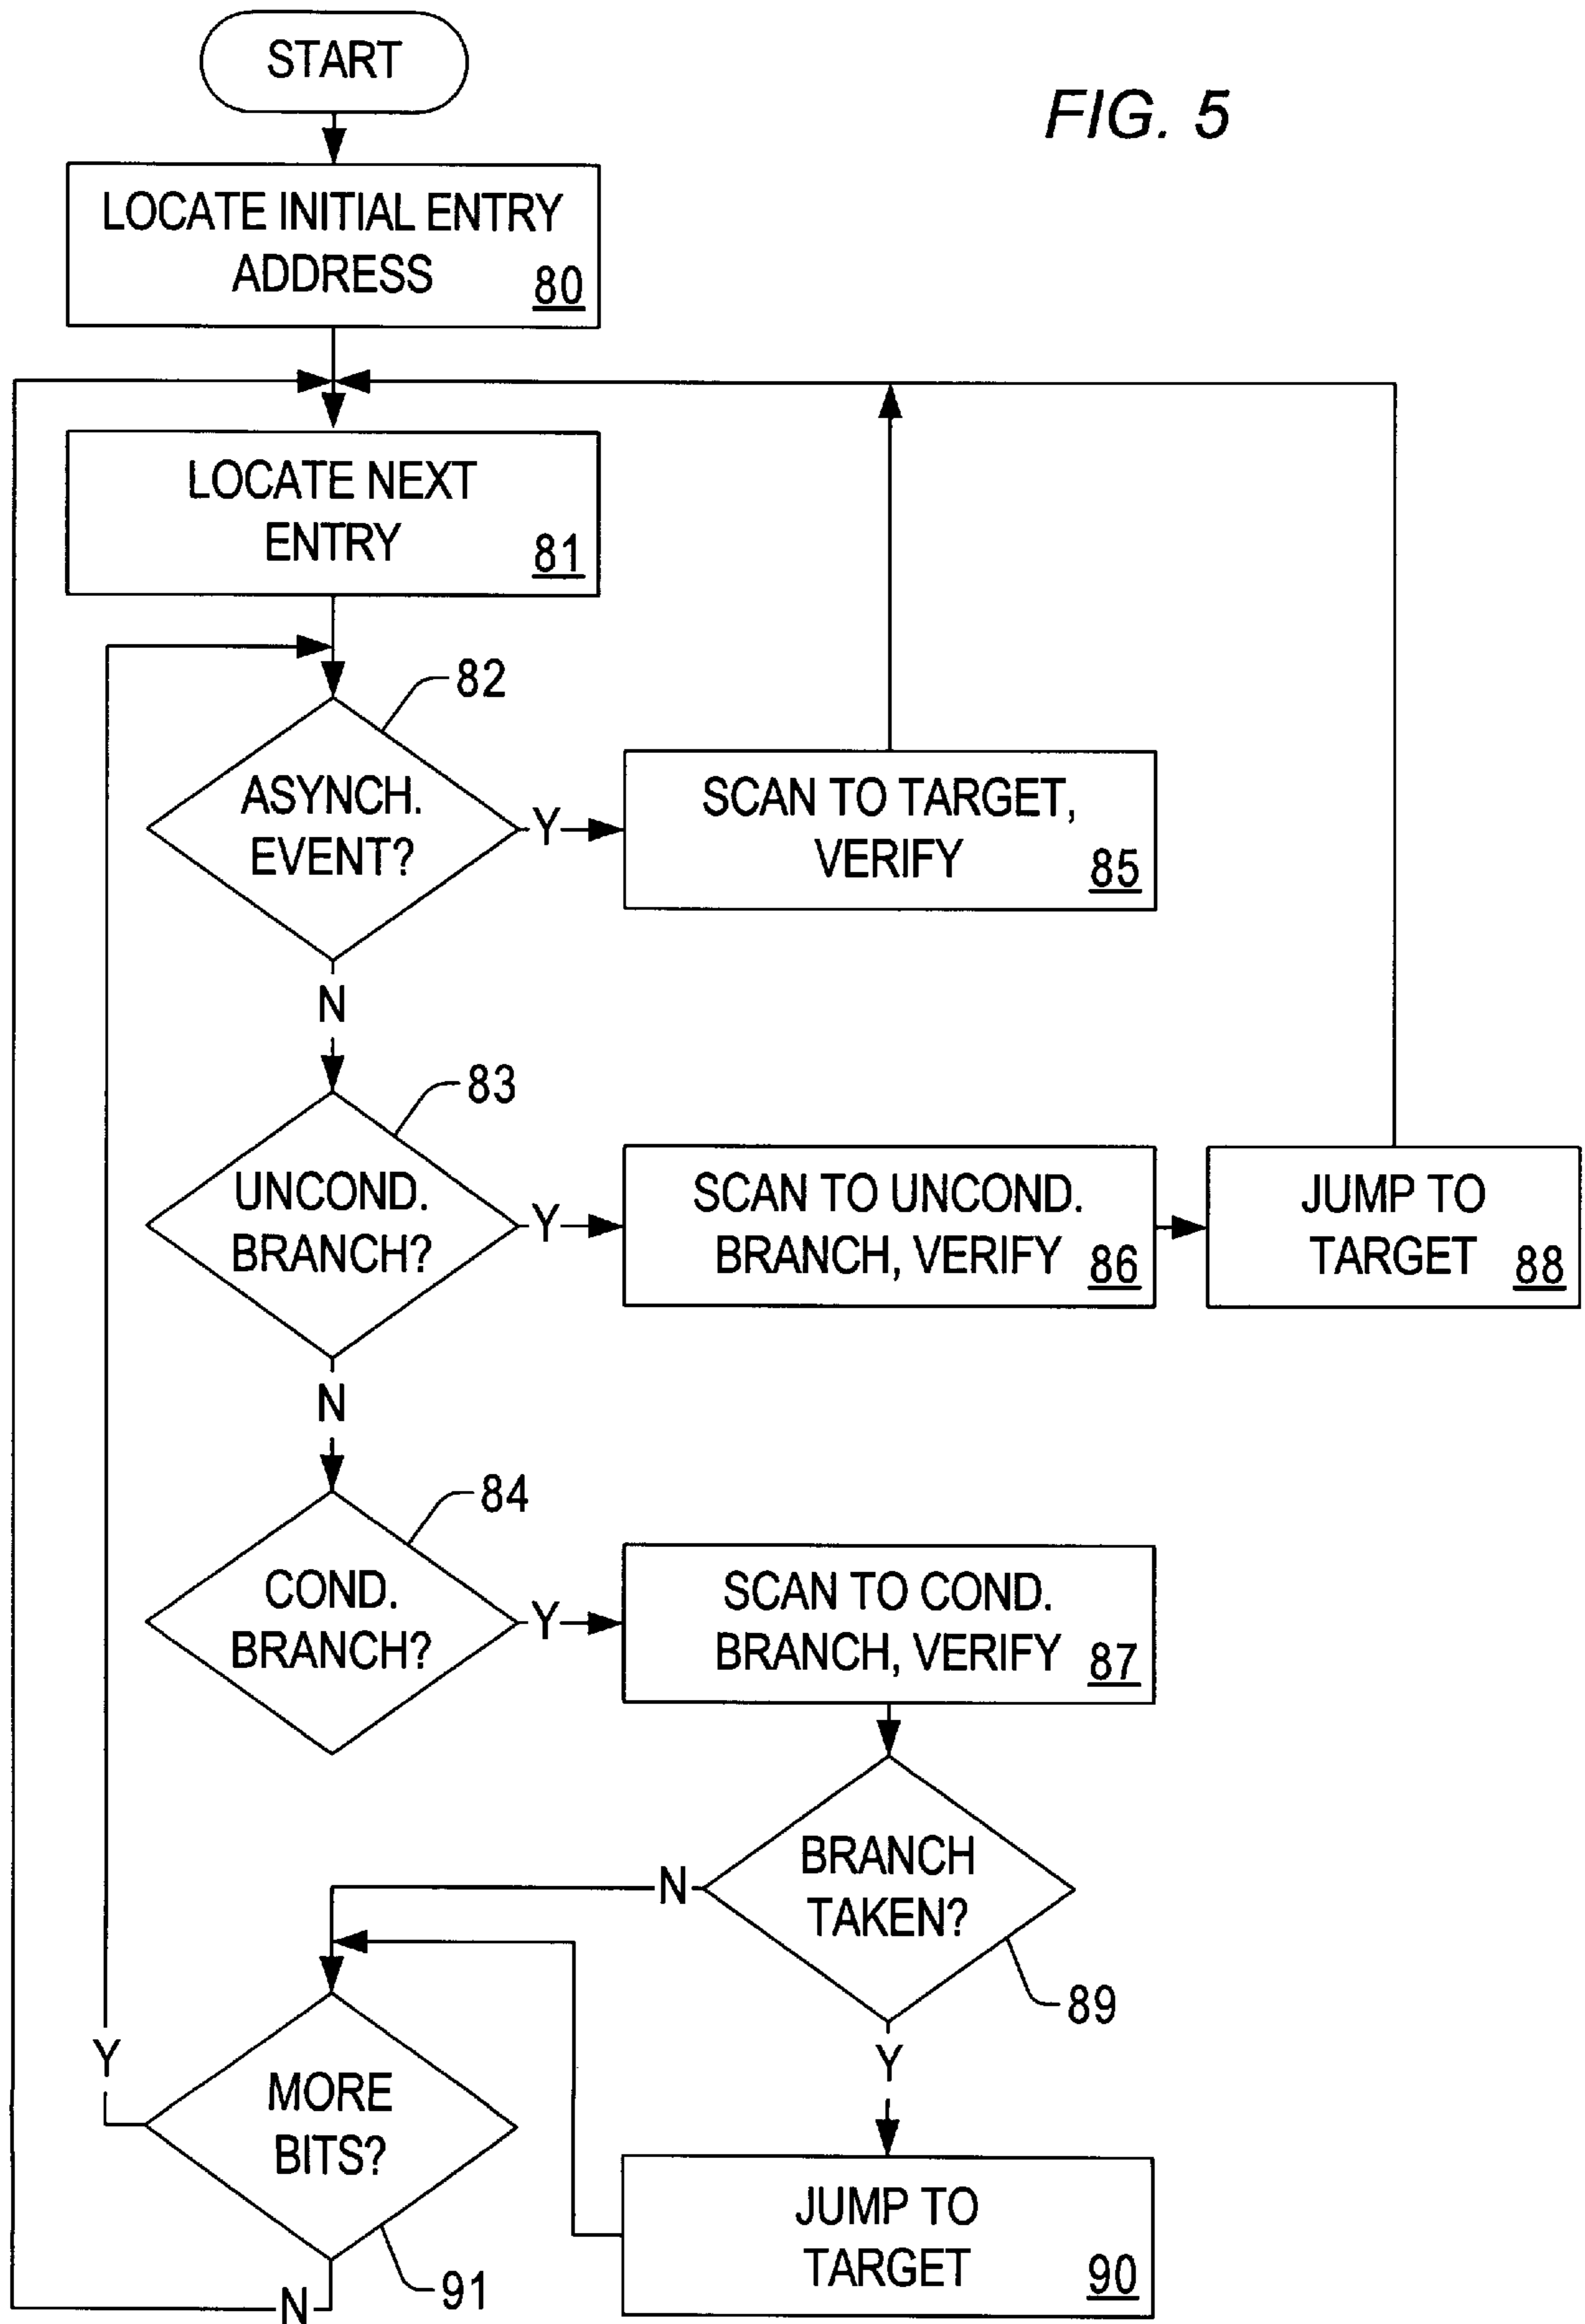 START
FIG. 5
LOCATE INITIAL ENTRY
ADDRESS
80
LOCATE NEXT
ENTRY
81
82
ASYNCH.
EVENT?
Y
SCAN TO TARGET,
VERIFY
85
N
83
UNCOND.
BRANCH?
Y
SCAN TO UNCOND.
BRANCH, VERIFY
86
JUMP TO
TARGET
88
N
84
COND.
BRANCH?
Y
SCAN TO COND.
BRANCH, VERIFY
87
BRANCH
TAKEN?
N
89
Y
Y
MORE
BITS?
JUMP TO
TARGET
90
91
N